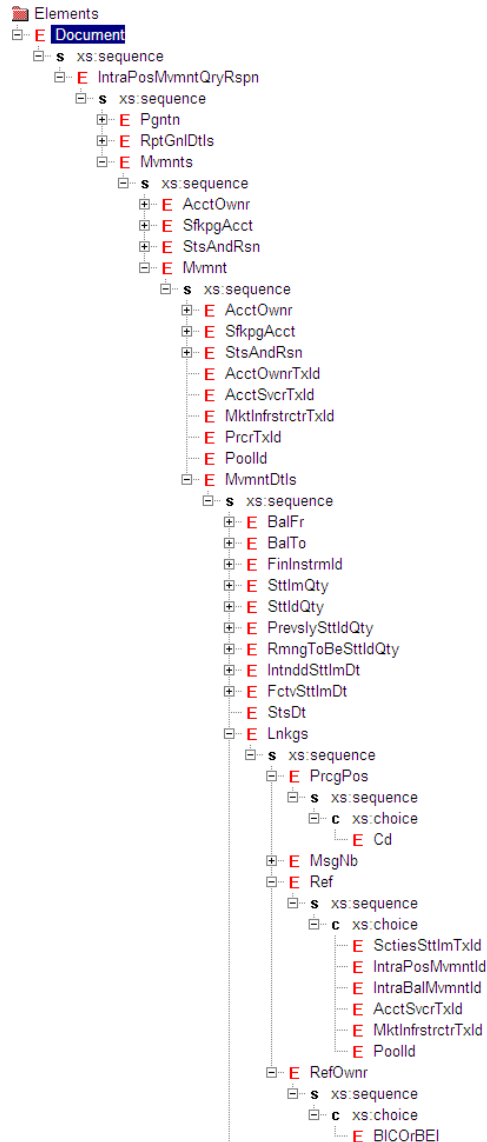 Elements
E Document
s xs:sequence
E IntraPosMvmntQryRspn
s xs:sequence
E Pgntn
E RptGnlDtls
E Mvmnts
s xs:sequence
E AcctOwnr
E SfkpgAcct
E StsAndRsn
E Mvmnt
s xs:sequence
E AcctOwnr
E SfkpgAcct
E StsAndRsn
E AcctOwnrTxId
E AcctSvcrTxId
E MktInfrstrctrTxId
E PrcrTxId
E PoolId
E MvmntDtls
s xs:sequence
E BalFr
E BalTo
E FinInstrmId
E SttlmQty
E SttldQty
E PrevslySttldQty
E RmngToBeSttldQty
E IntnddSttlmDt
E FctvSttlmDt
E StsDt
E Lnkgs
s xs:sequence
E PrcgPos
s xs:sequence
c xs:choice
E Cd
E MsgNb
E Ref
s xs:sequence
c xs:choice
E SctiesSttlmTxId
E IntraPosMvmntId
E IntraBalMvmntId
E AcctSvcrTxId
E MktInfrstrctrTxId
E PoolId
E RefOwnr
s xs:sequence
c xs:choice
E BICOrBEI